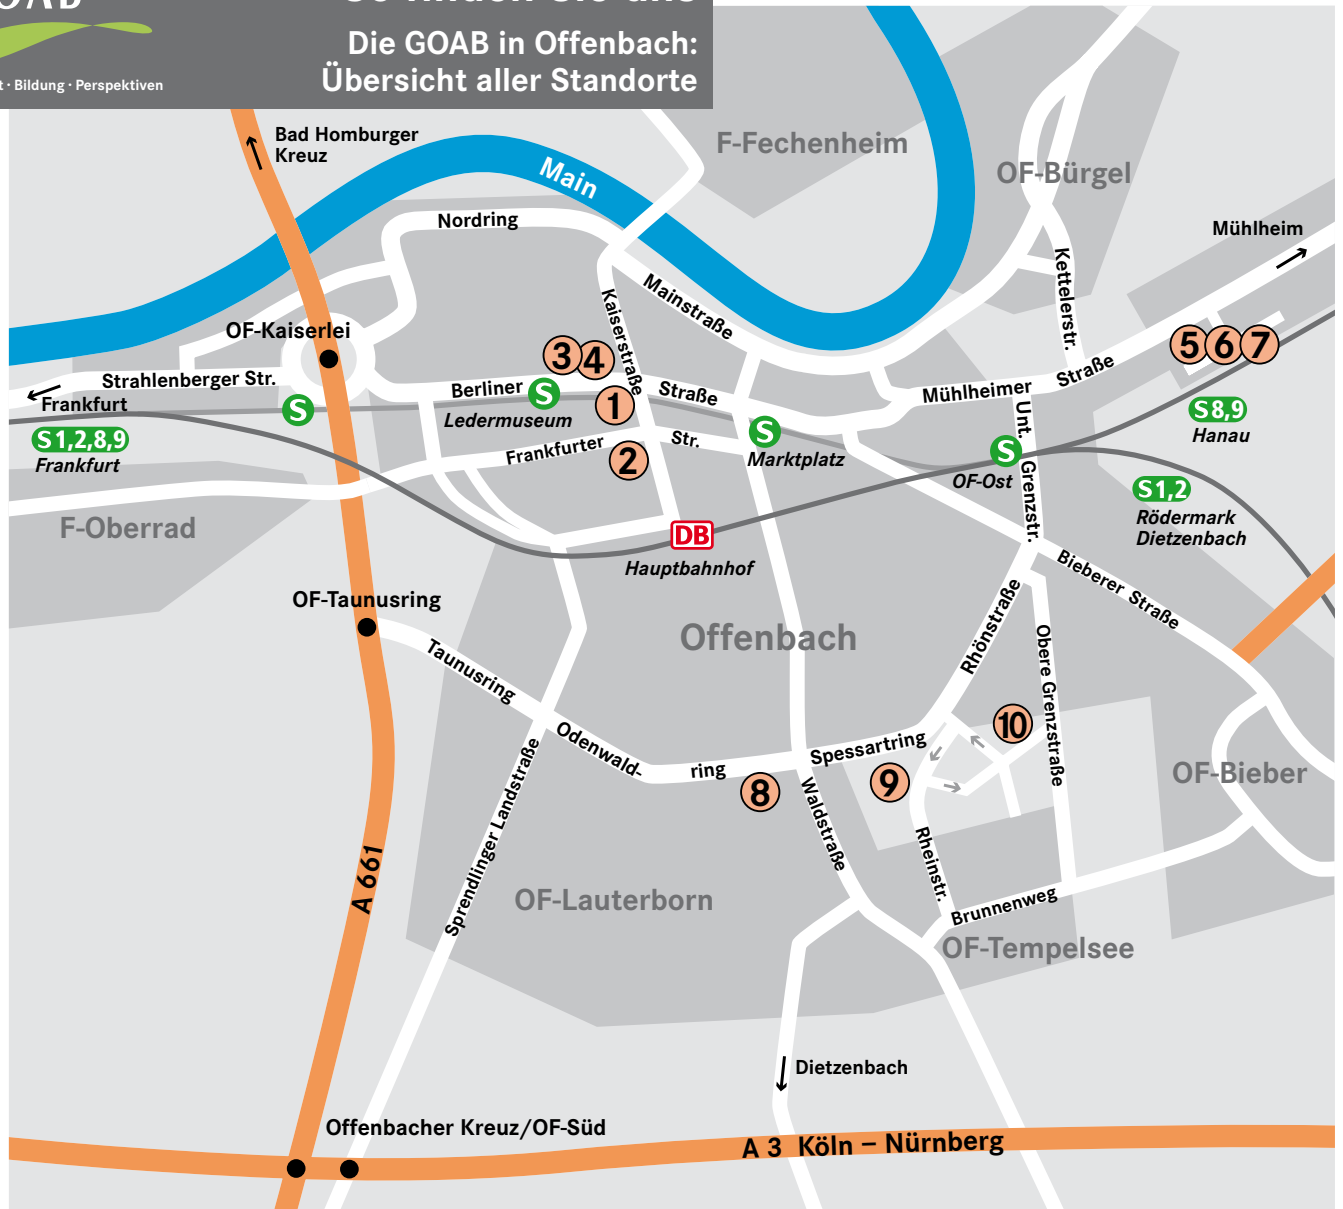 Die GOAB in Offenbach:
Übersicht aller Standorte
· Bildung · Perspektiven
Bad Homburger
Kreuz
Main
F-Fechenheim
OF-Bürgel
Nordring
Mühlheim
Kettelerstr.
Mainstraße
Kaiserstraße
OF-Kaiserlei
3
4
5
6
7
Strahlenberger Str.
Berliner
S
Straße
Mühlheimer
Straße
Frankfurt
S
Ledermuseum
1
S 8,9
Hanau
S 1,2,8,9
Frankfurt
Frankfurter
Str.
S
Marktplatz
Unt.
Grenzstr.
S
OF-Ost
2
S 1,2
Rödermark
Dietzenbach
F-Oberrad
DB
Hauptbahnhof
Bieberer Straße
OF-Taunusring
Offenbach
Rhönstraße
Obere Grenzstraße
Taunusring
10
Odenwald-
ring
Spessartring
OF-Bieber
8
9
Sprendlinger Landstraße
Waldstraße
Rheinstr.
A 661
OF-Lauterborn
Brunnenweg
OF-Tempelsee
Dietzenbach
Offenbacher Kreuz/OF-Süd
A 3 Köln – Nürnberg